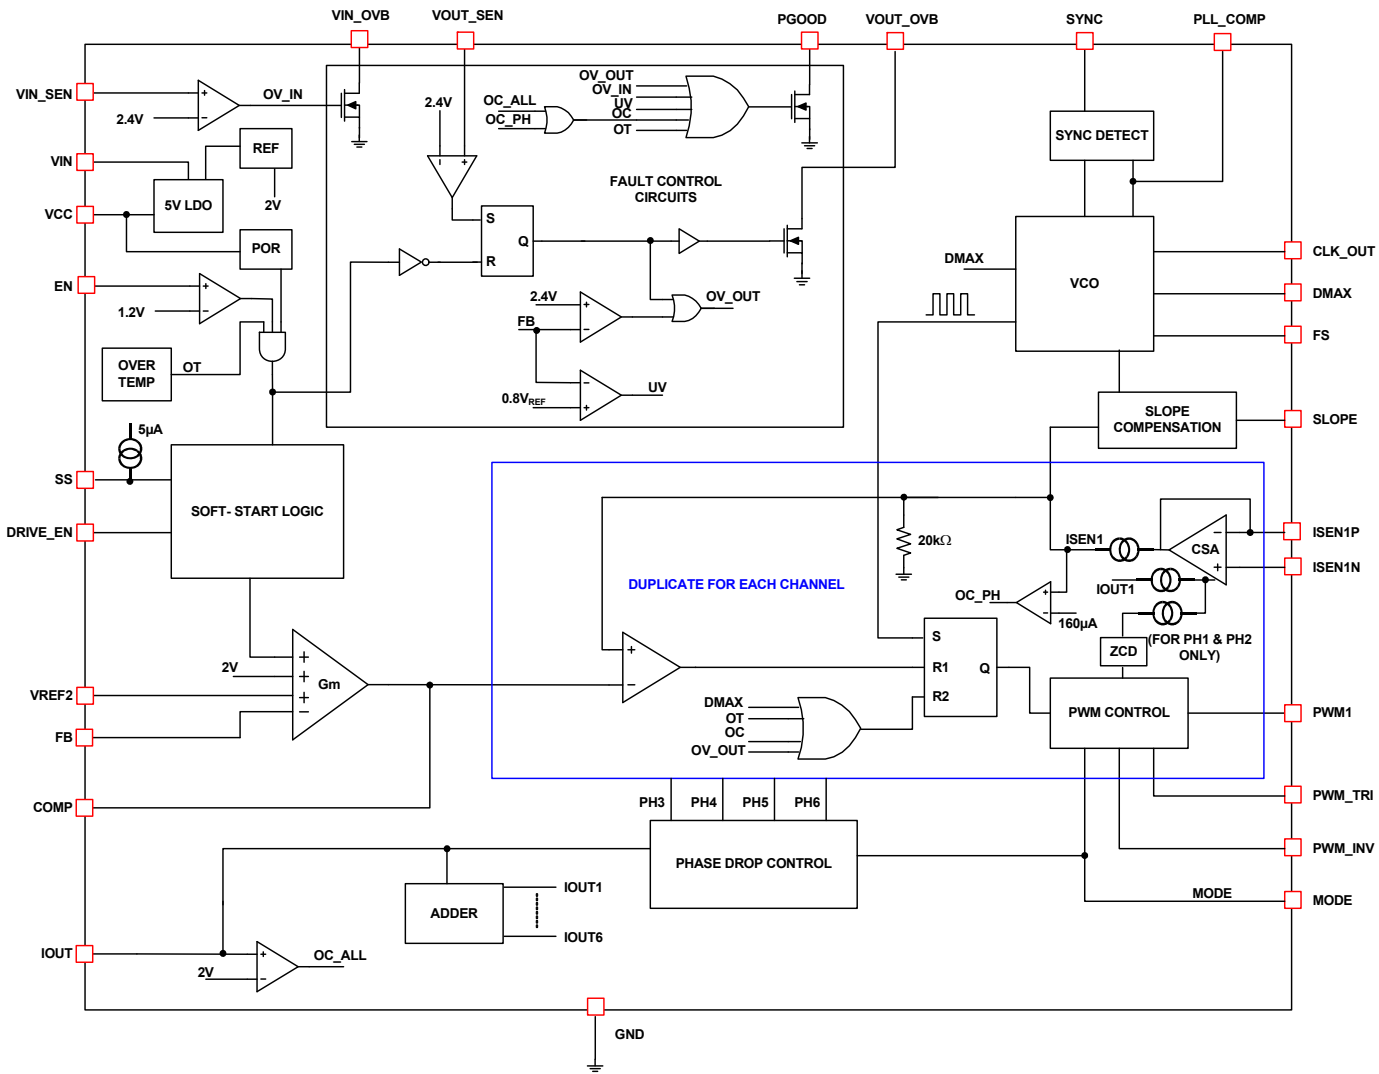 VIN_OVB
VOUT_SEN
PGOOD
VOUT_OVB
SYNC
PLL_COMP
VIN_SEN
+
−
2.4V
OV_IN
2.4V
−
+
OC_ALL
OC_PH
OV_OUT
OV_IN
UV
OC
OT
SYNC DETECT
VIN
REF
2V
5V LDO
VCC
POR
FAULT CONTROL
CIRCUITS
S
R
Q
EN
+
−
1.2V
OVER
TEMP
OT
2.4V
FB
+
−
OV_OUT
−
+
0.8VREF
UV
DMAX
VCO
CLK_OUT
DMAX
FS
SLOPE
COMPENSATION
SLOPE
5µA
SS
SOFT- START LOGIC
DRIVE_EN
20kΩ
ISEN1
−
+
CSA
ISEN1P
ISEN1N
IOUT1
DUPLICATE FOR EACH CHANNEL
OC_PH
+
−
160µA
(FOR PH1 & PH2
ONLY)
ZCD
2V
+
+
+
−
Gm
VREF2
FB
+
−
S
R1
R2
Q
DMAX
OT
OC
OV_OUT
PWM CONTROL
PWM1
COMP
PH3
PH4
PH5
PH6
PWM_TRI
PHASE DROP CONTROL
PWM_INV
MODE
MODE
ADDER
IOUT1
IOUT6
IOUT
+
−
2V
OC_ALL
GND